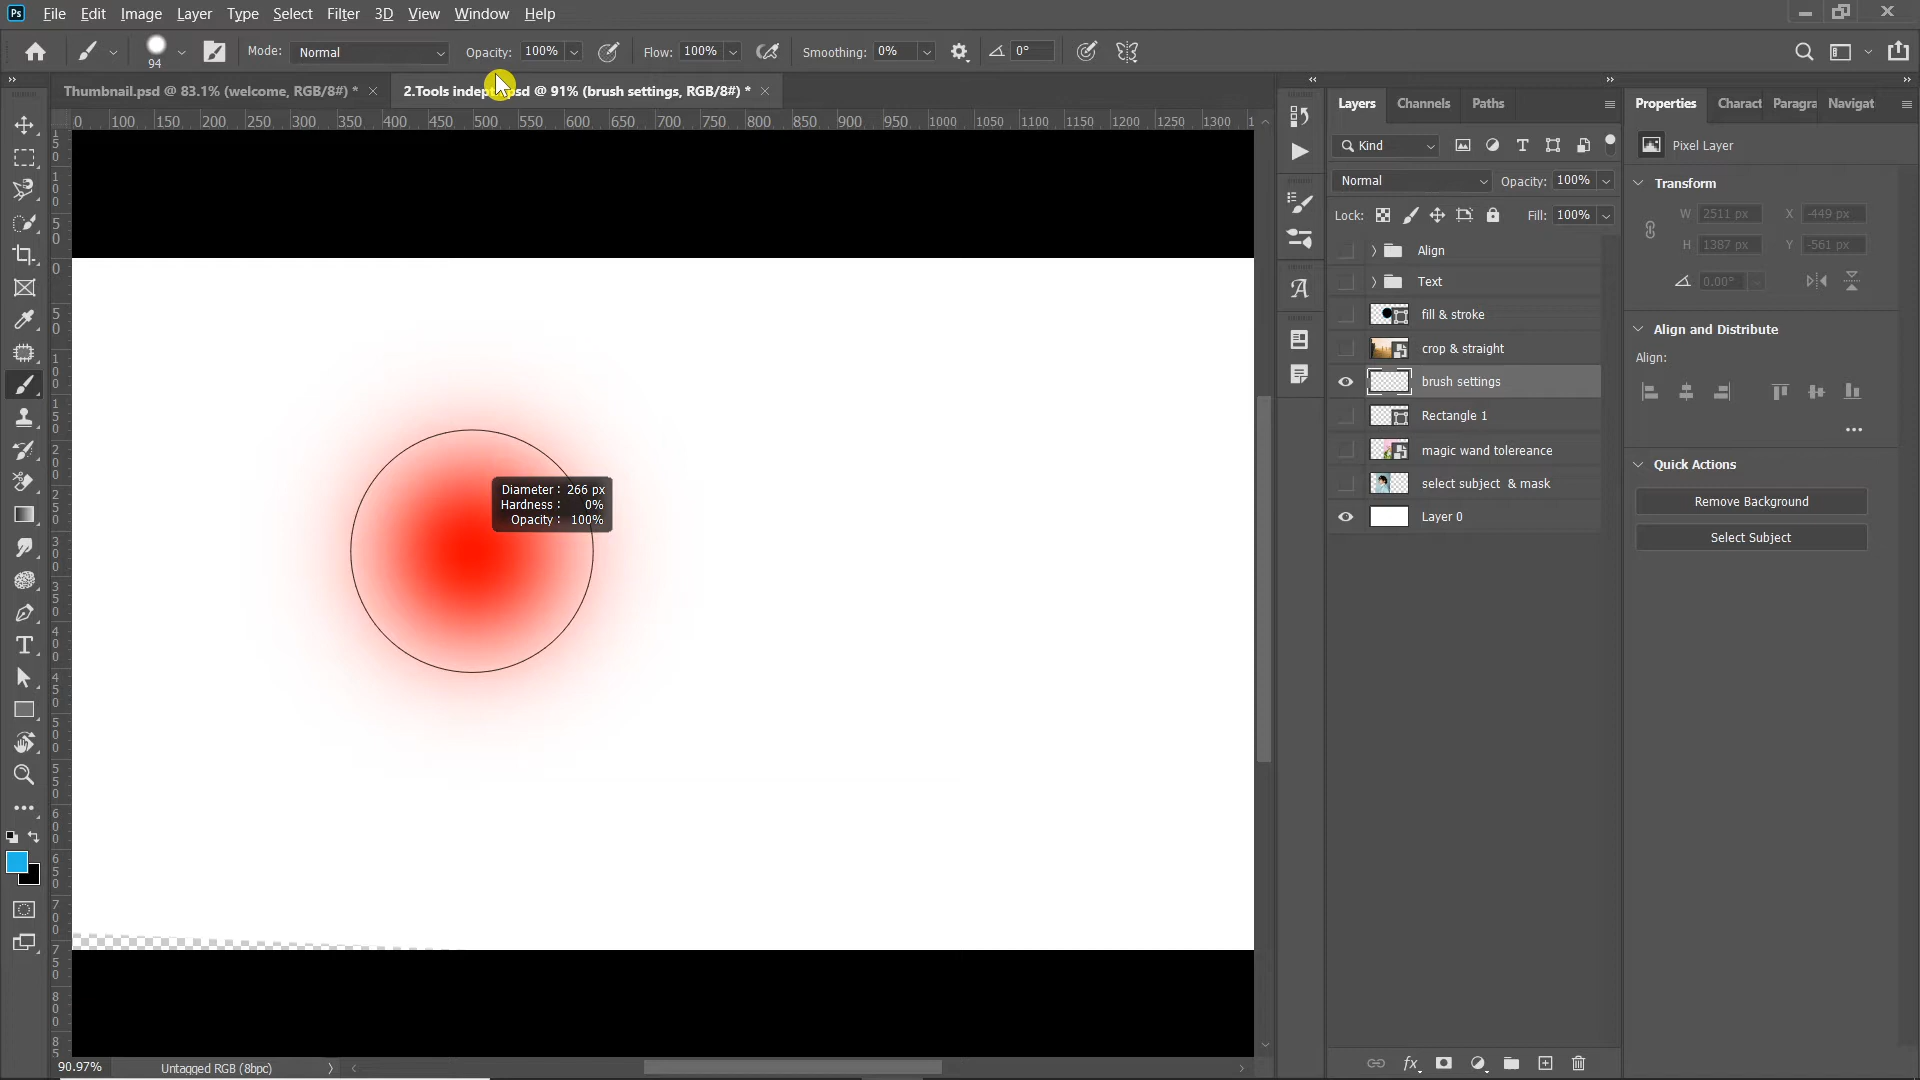 Ps File Edit Image Layer Type Select Filter 3D View Window Help
94 Mode: Normal Opacity: 100% Flow: 100% Smoothing: 0% 0°
Thumbnail.psd @ 83.1% (welcome, RGB/8#) * 2.Tools indept psd @ 91% (brush settings, RGB/8#) *
0 100 150 200 250 300 350 400 450 500 550 600 650 700 750 800 850 900 950 1000 1050 1100 1150 1200 1250 1300
Diameter : 266 px
Hardness : 0%
Opacity : 100%
90.97% Untagged RGB (8bpc)
Layers Channels Paths
Kind
Normal Opacity: 100%
Lock: Fill: 100%
Align
Text
fill & stroke
crop & straight
brush settings
Rectangle 1
magic wand tolereance
select subject & mask
Layer 0
Properties Charact Paragra Navigat
Pixel Layer
Transform
W 2511 px X -449 px
H 1387 px Y -561 px
0.00°
Align and Distribute
Align:
Quick Actions
Remove Background
Select Subject